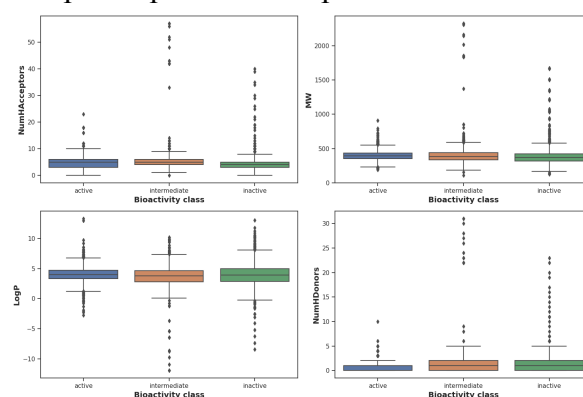 50
40
30
20
10
0
NumHAcceptors
active
intermediate
inactive
Bioactivity class
2000
1500
1000
500
0
MW
active
intermediate
inactive
Bioactivity class
10
5
0
−5
−10
LogP
active
intermediate
inactive
Bioactivity class
30
25
20
15
10
5
0
NumHDonors
active
intermediate
inactive
Bioactivity class